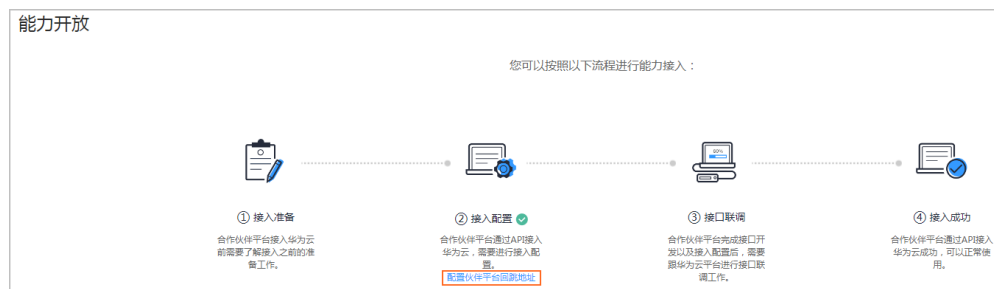 能力开放
您可以按照以下流程进行能力接入：
80%
① 接入准备
合作伙伴平台接入华为云
前需要了解接入之前的准
备工作。
② 接入配置
合作伙伴平台通过API接入
华为云，需要进行接入配
置。
配置伙伴平台回跳地址
③ 接口联调
合作伙伴平台完成接口开
发以及接入配置后，需要
跟华为云平台进行接口联
调工作。
④ 接入成功
合作伙伴平台通过API接入
华为云成功，可以正常使
用。